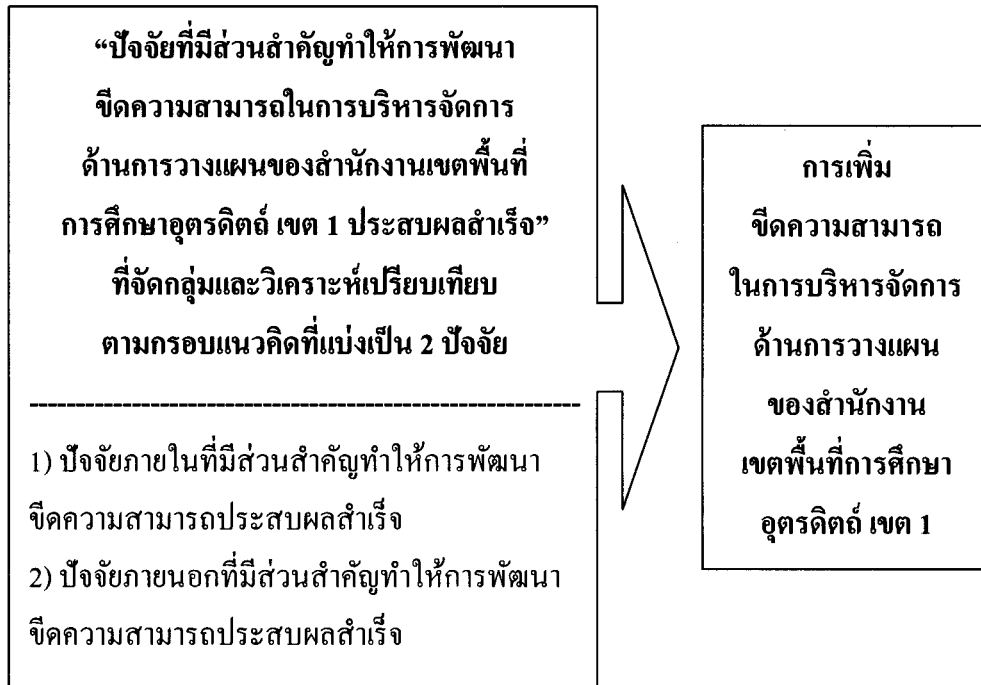 “ปัจจัยที่มีส่วนสำคัญทำให้การพัฒนา
ขีดความสามารถในการบริหารจัดการ
ด้านการวางแผนของสำนักงานเขตพื้นที่
การศึกษาอุตรดิตถ์ เขต 1 ประสบผลสำเร็จ”
ที่จัดกลุ่มและวิเคราะห์เปรียบเทียบ
ตามกรอบแนวคิดที่แบ่งเป็น 2 ปัจจัย
1) ปัจจัยภายในที่มีส่วนสำคัญทำให้การพัฒนา
ขีดความสามารถประสบผลสำเร็จ
2) ปัจจัยภายนอกที่มีส่วนสำคัญทำให้การพัฒนา
ขีดความสามารถประสบผลสำเร็จ
การเพิ่ม
ขีดความสามารถ
ในการบริหารจัดการ
ด้านการวางแผน
ของสำนักงาน
เขตพื้นที่การศึกษา
อุตรดิตถ์ เขต 1